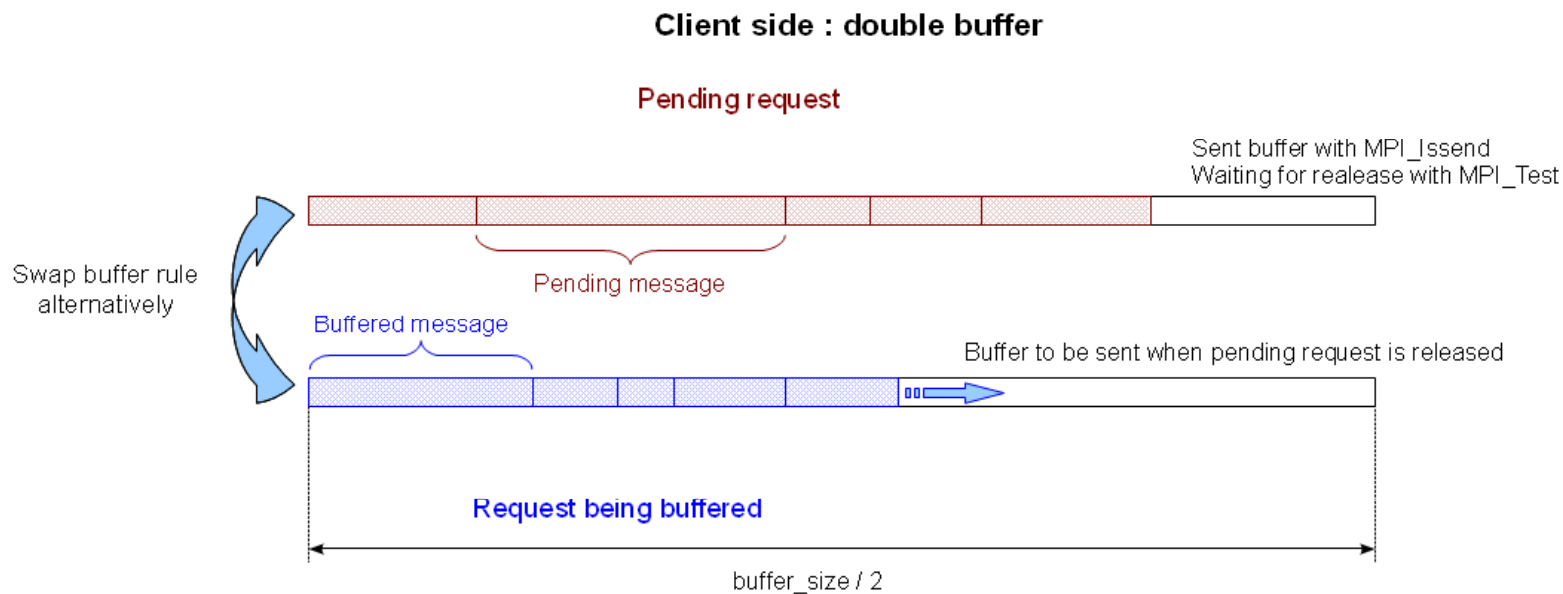 Client side : double buffer
Pending request
Sent buffer with MPI_Issend
Waiting for realease with MPI_Test
Swap buffer rule
alternatively
Pending message
Buffered message
Buffer to be sent when pending request is released
Request being buffered
buffer_size / 2